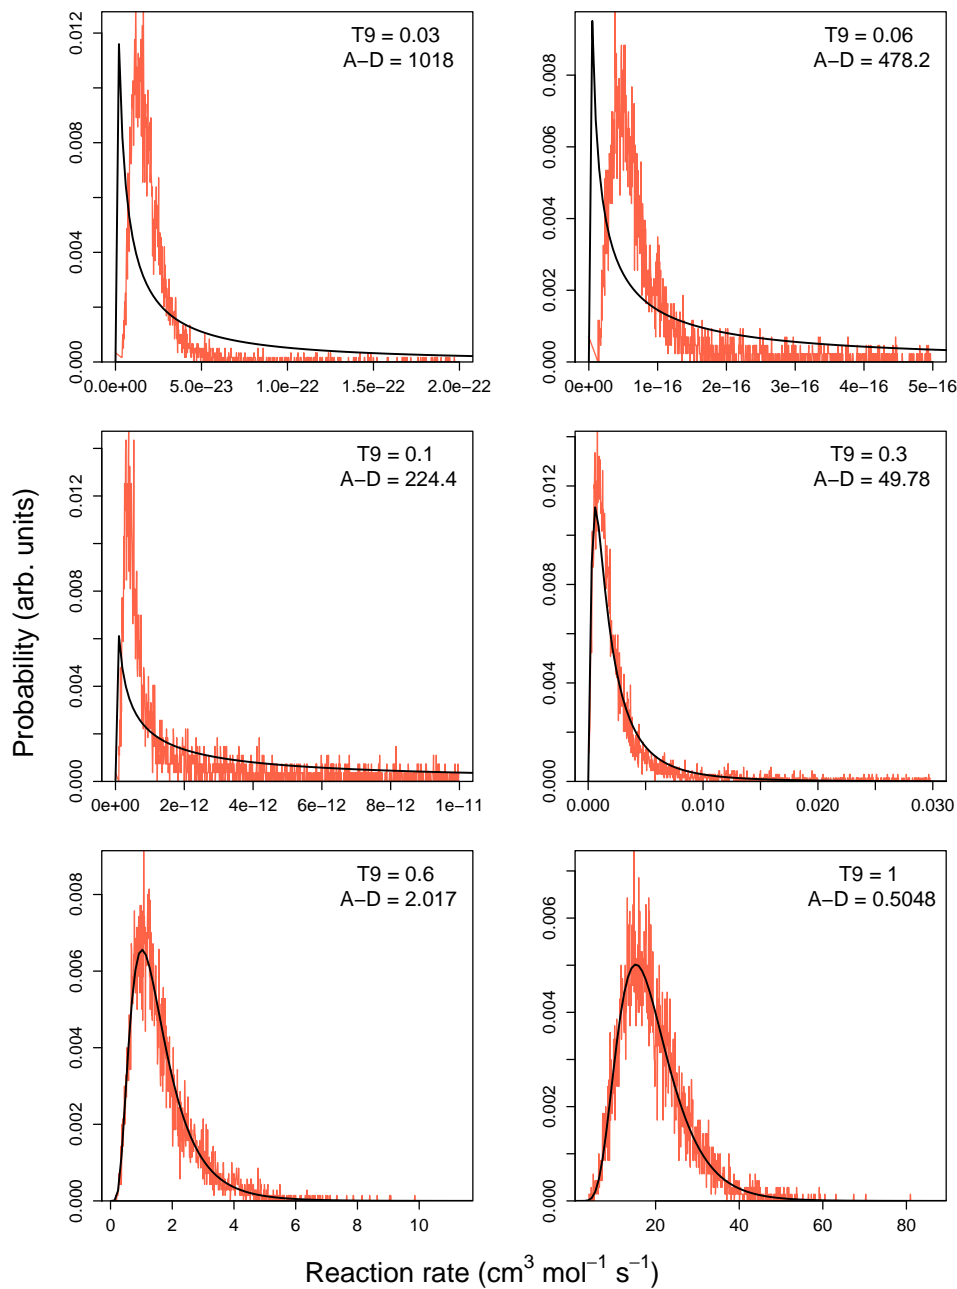 T9 = 0.03
A−D = 1018
0.000
0.004
0.008
0.012
0.0e+00
5.0e−23
1.0e−22
1.5e−22
2.0e−22
T9 = 0.06
A−D = 478.2
0.000
0.002
0.004
0.006
0.008
0e+00
1e−16
2e−16
3e−16
4e−16
5e−16
T9 = 0.1
A−D = 224.4
0.000
0.004
0.008
0.012
0e+00
2e−12
4e−12
6e−12
8e−12
1e−11
T9 = 0.3
A−D = 49.78
0.000
0.004
0.008
0.012
0.000
0.010
0.020
0.030
T9 = 0.6
A−D = 2.017
0.000
0.002
0.004
0.006
0.008
0
2
4
6
8
10
T9 = 1
A−D = 0.5048
0.000
0.002
0.004
0.006
20
40
60
80
Probability (arb. units)
Reaction rate (cm³ mol⁻¹ s⁻¹)